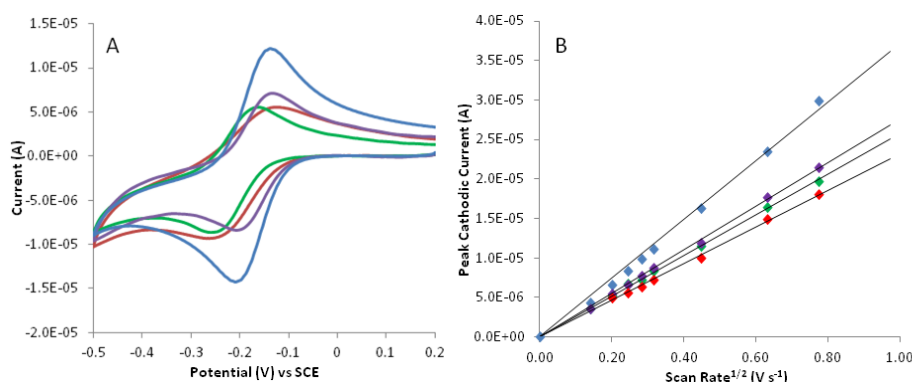 A
1.5E-05
1.0E-05
5.0E-06
0.0E+00
-5.0E-06
-1.0E-05
-1.5E-05
-2.0E-05
Current (A)
-0.5 -0.4 -0.3 -0.2 -0.1 0 0.1 0.2
Potential (V) vs SCE
B
4.0E-05
3.5E-05
3.0E-05
2.5E-05
2.0E-05
1.5E-05
1.0E-05
5.0E-06
0.0E+00
Peak Cathodic Current (A)
0.00 0.20 0.40 0.60 0.80 1.00
Scan Rate¹ᐟ² (V s⁻¹)